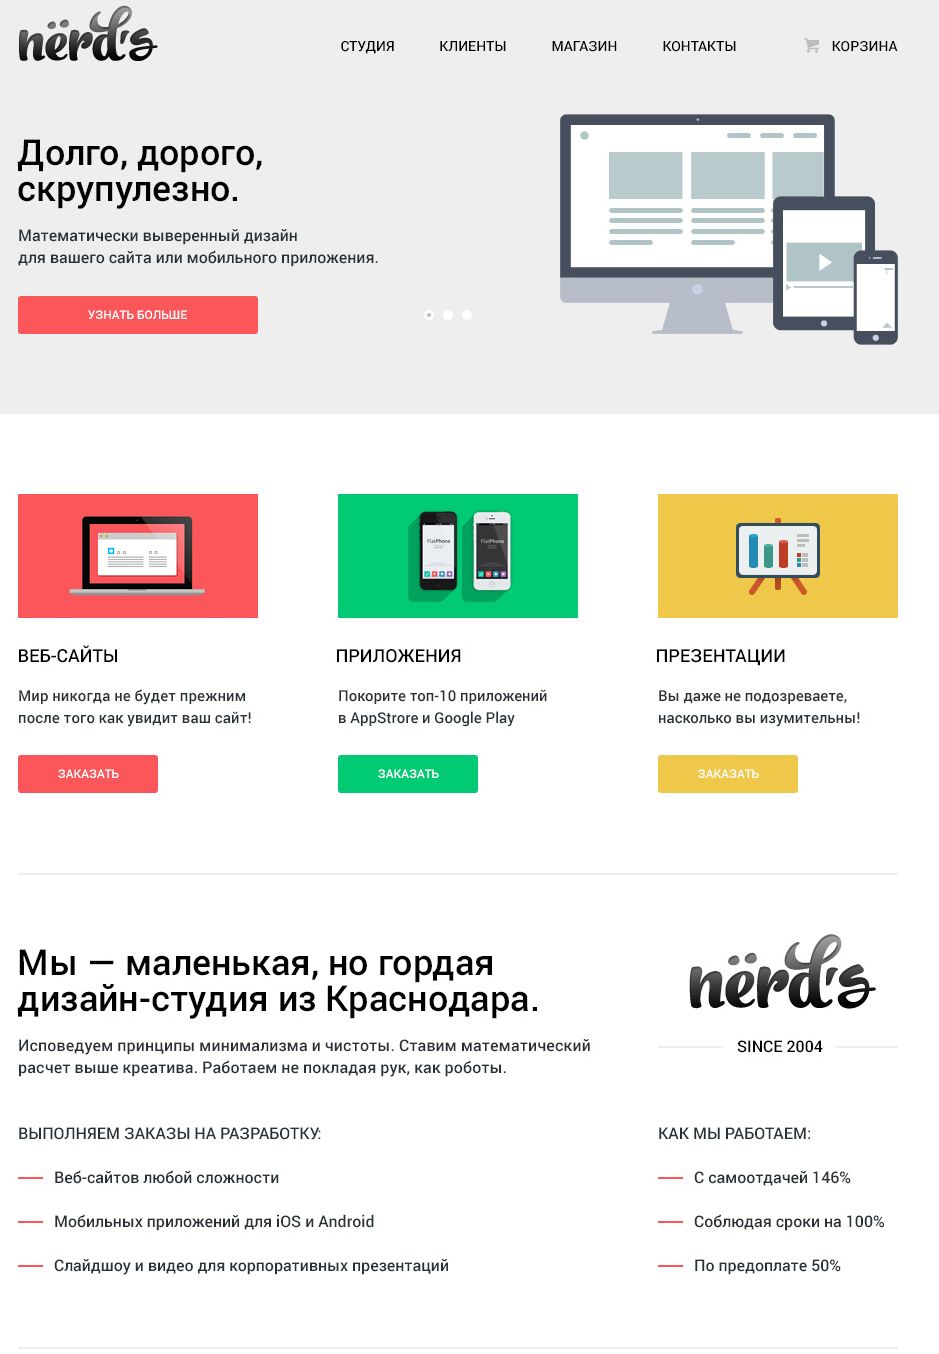 nërd's
СТУДИЯ КЛИЕНТЫ МАГАЗИН КОНТАКТЫ КОРЗИНА
Долго, дорого,
скрупулезно.
Математически выверенный дизайн
для вашего сайта или мобильного приложения.
УЗНАТЬ БОЛЬШЕ
FlatPhone FlatPhone
ВЕБ-САЙТЫ
Мир никогда не будет прежним
после того как увидит ваш сайт!
ЗАКАЗАТЬ
ПРИЛОЖЕНИЯ
Покорите топ-10 приложений
в AppStrore и Google Play
ЗАКАЗАТЬ
ПРЕЗЕНТАЦИИ
Вы даже не подозреваете,
насколько вы изумительны!
ЗАКАЗАТЬ
Мы — маленькая, но гордая
дизайн-студия из Краснодара.
Исповедуем принципы минимализма и чистоты. Ставим математический
расчет выше креатива. Работаем не покладая рук, как роботы.
nërd's
SINCE 2004
ВЫПОЛНЯЕМ ЗАКАЗЫ НА РАЗРАБОТКУ:
Веб-сайтов любой сложности
Мобильных приложений для iOS и Android
Слайдшоу и видео для корпоративных презентаций
КАК МЫ РАБОТАЕМ:
С самоотдачей 146%
Соблюдая сроки на 100%
По предоплате 50%